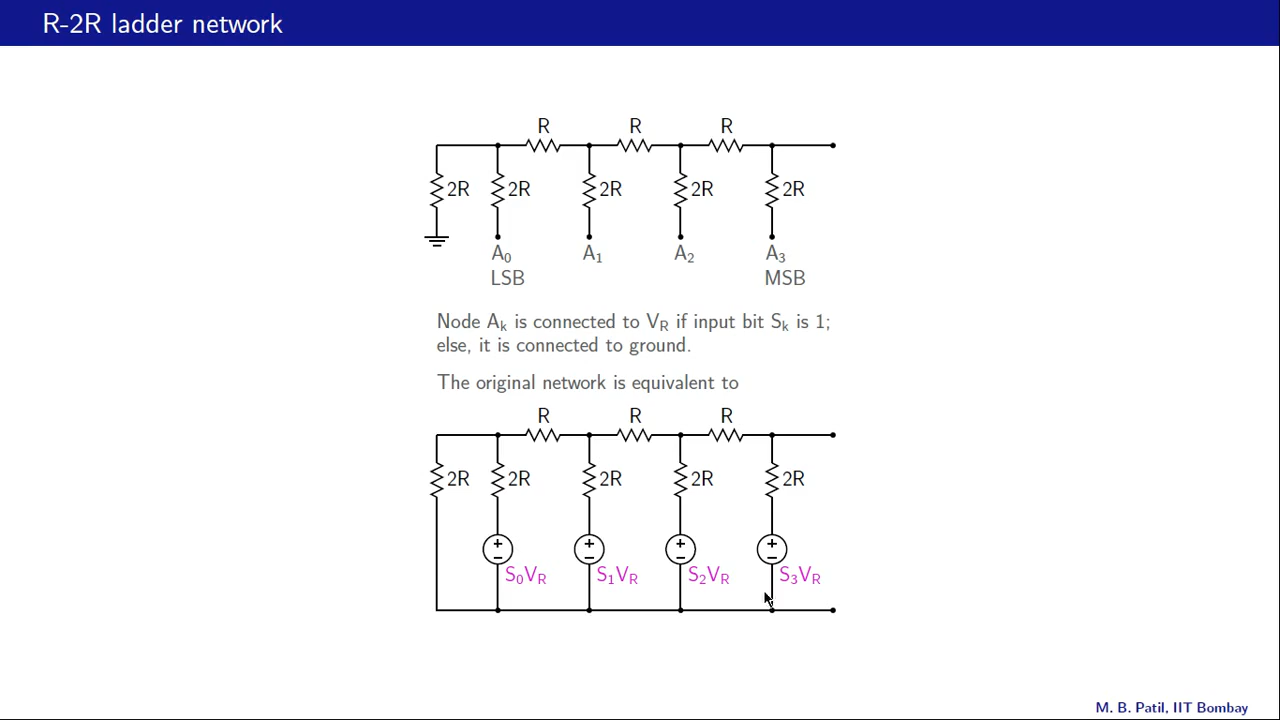 R-2R ladder network
R R R
2R 2R 2R 2R 2R
A0 A1 A2 A3
LSB MSB
Node Ak is connected to VR if input bit Sk is 1;
else, it is connected to ground.
The original network is equivalent to
R R R
2R 2R 2R 2R 2R
+ + + +
− − − −
S0VR S1VR S2VR S3VR
M. B. Patil, IIT Bombay